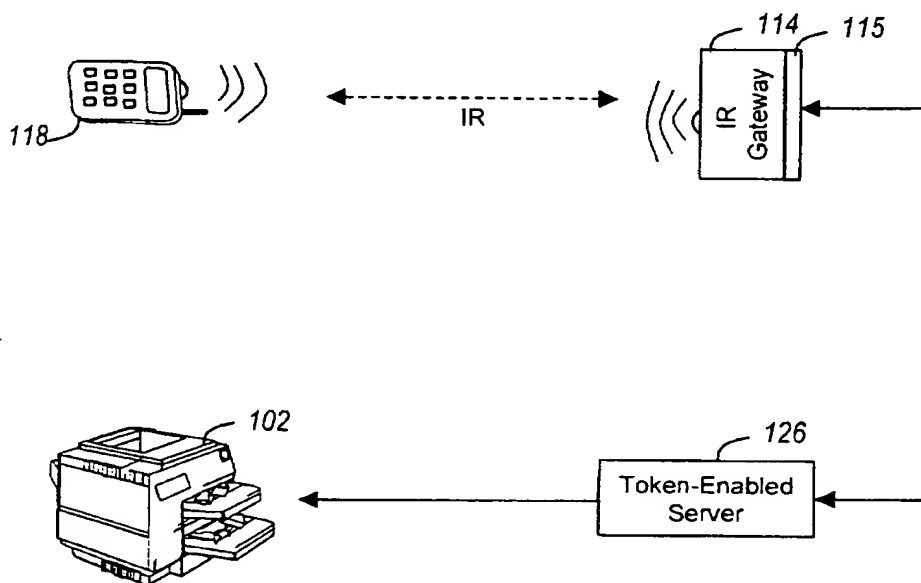 114
115
118
IR
IR
Gateway
102
126
Token-Enabled
Server